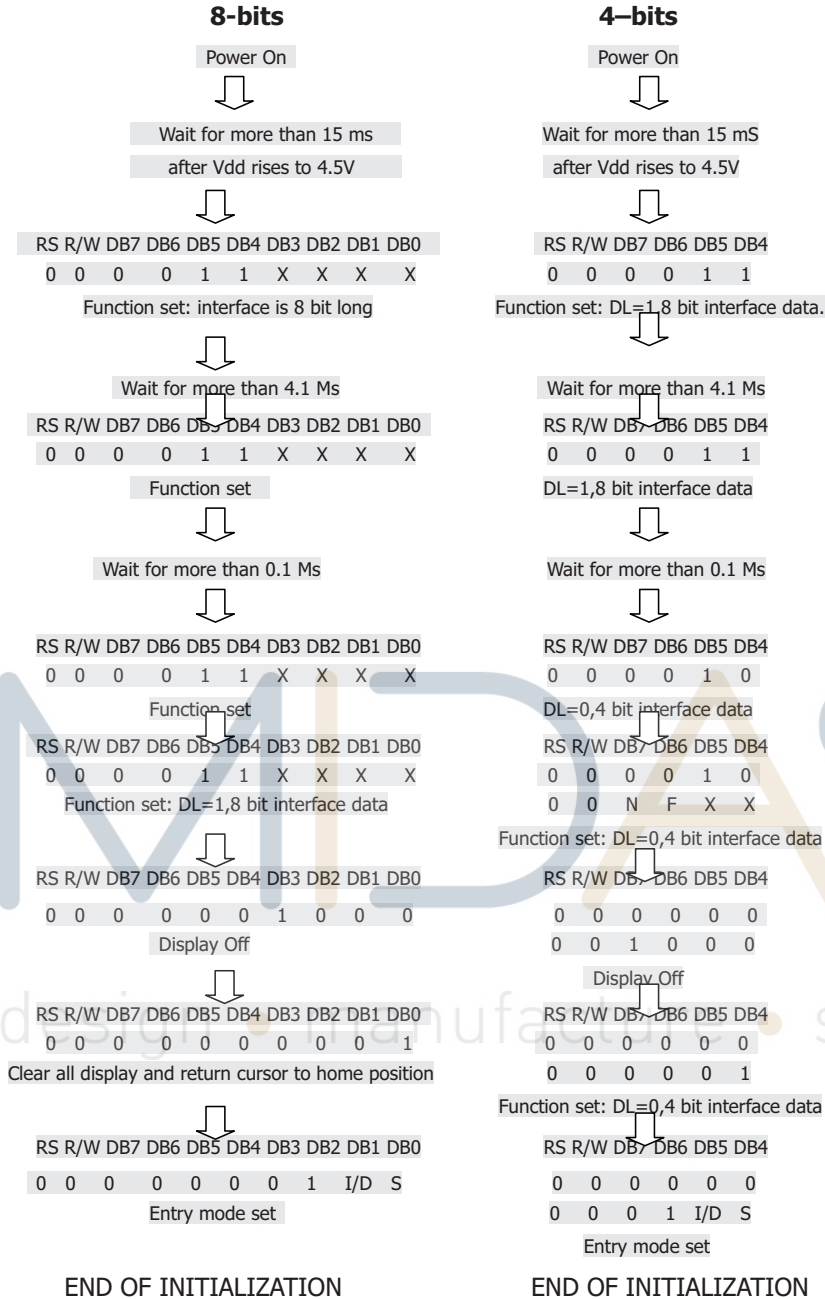 8-bits
Power On
Wait for more than 15 ms
after Vdd rises to 4.5V
RS R/W DB7 DB6 DB5 DB4 DB3 DB2 DB1 DB0
0 0 0 0 1 1 X X X X
Function set: interface is 8 bit long
Wait for more than 4.1 Ms
RS R/W DB7 DB6 DB5 DB4 DB3 DB2 DB1 DB0
0 0 0 0 1 1 X X X X
Function set
Wait for more than 0.1 Ms
RS R/W DB7 DB6 DB5 DB4 DB3 DB2 DB1 DB0
0 0 0 0 1 1 X X X X
Function set
RS R/W DB7 DB6 DB5 DB4 DB3 DB2 DB1 DB0
0 0 0 0 1 1 X X X X
Function set: DL=1,8 bit interface data
RS R/W DB7 DB6 DB5 DB4 DB3 DB2 DB1 DB0
0 0 0 0 0 0 1 0 0 0
Display Off
RS R/W DB7 DB6 DB5 DB4 DB3 DB2 DB1 DB0
0 0 0 0 0 0 0 0 0 1
Clear all display and return cursor to home position
RS R/W DB7 DB6 DB5 DB4 DB3 DB2 DB1 DB0
0 0 0 0 0 0 0 1 I/D S
Entry mode set
END OF INITIALIZATION
4–bits
Power On
Wait for more than 15 mS
after Vdd rises to 4.5V
RS R/W DB7 DB6 DB5 DB4
0 0 0 0 1 1
Function set: DL=1,8 bit interface data.
Wait for more than 4.1 Ms
RS R/W DB7 DB6 DB5 DB4
0 0 0 0 1 1
DL=1,8 bit interface data
Wait for more than 0.1 Ms
RS R/W DB7 DB6 DB5 DB4
0 0 0 0 1 0
DL=0,4 bit interface data
RS R/W DB7 DB6 DB5 DB4
0 0 0 0 1 0
0 0 N F X X
Function set: DL=0,4 bit interface data
RS R/W DB7 DB6 DB5 DB4
0 0 0 0 0 0
0 0 1 0 0 0
Display Off
RS R/W DB7 DB6 DB5 DB4
0 0 0 0 0 0
0 0 0 0 0 1
Function set: DL=0,4 bit interface data
RS R/W DB7 DB6 DB5 DB4
0 0 0 0 0 0
0 0 0 1 I/D S
Entry mode set
END OF INITIALIZATION
MIDAS
design • manufacture • s